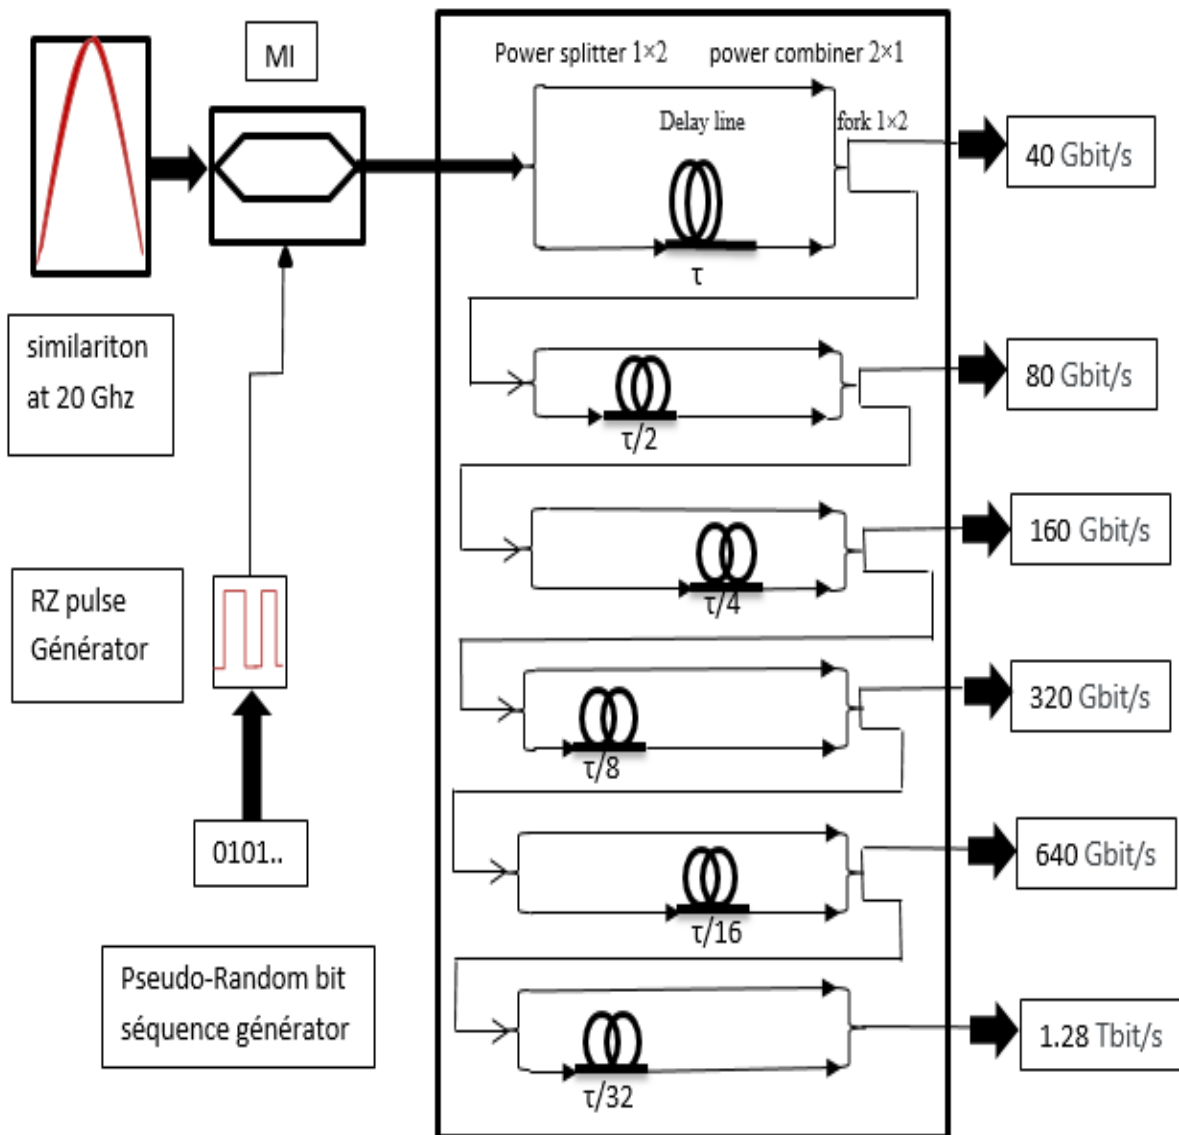 MI
Power splitter 1×2 power combiner 2×1
Delay line
fork 1×2
τ
40 Gbit/s
similariton
at 20 Ghz
τ/2
80 Gbit/s
τ/4
160 Gbit/s
RZ pulse
Générator
τ/8
320 Gbit/s
0101..
τ/16
640 Gbit/s
Pseudo-Random bit
séquence générator
τ/32
1.28 Tbit/s